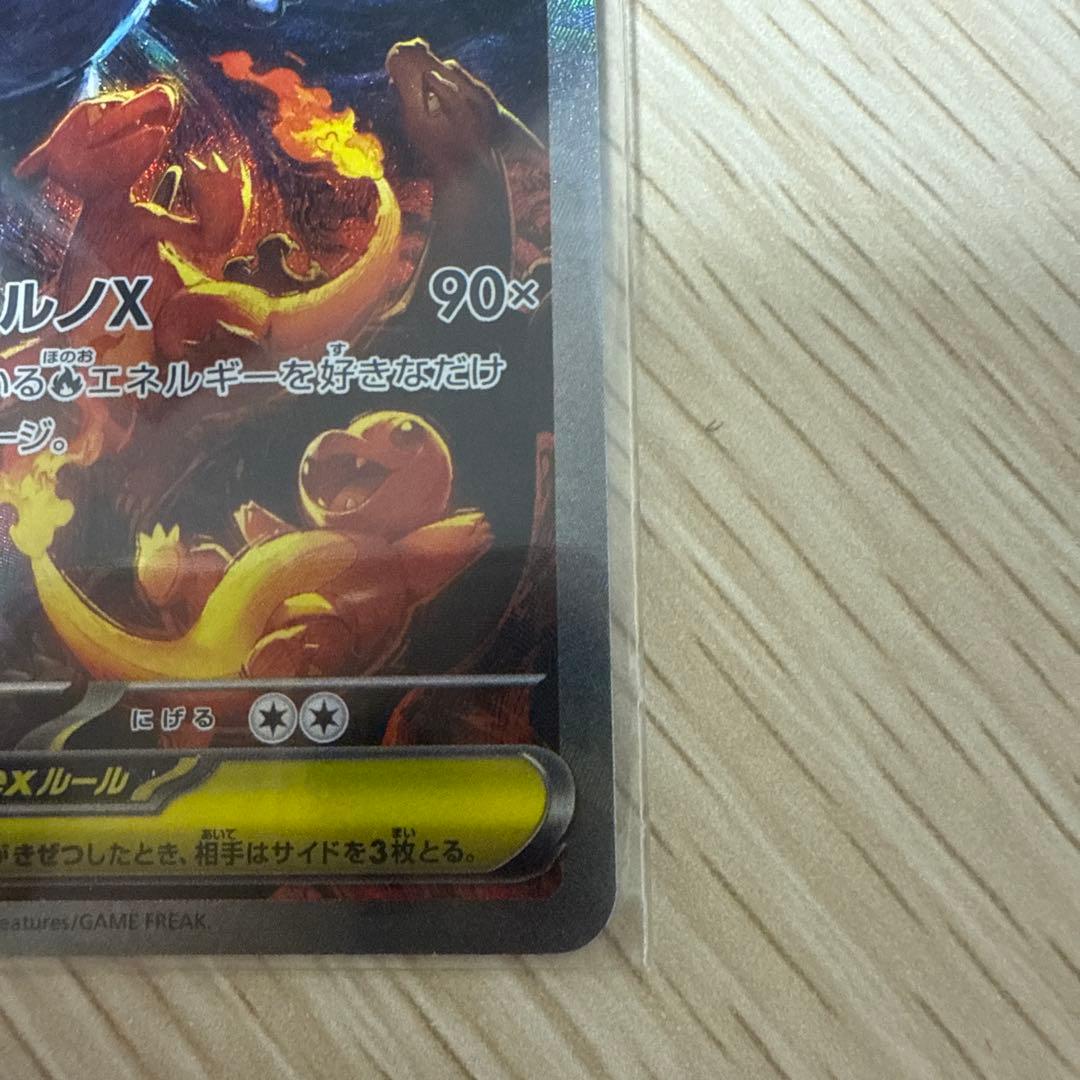 ルノX 90×
いる エネルギーを好きなだけ
ほのお す
ージ。
にげる
exルール
がきぜつしたとき、相手はサイドを3枚とる。
あいて まい
eatures/GAME FREAK.